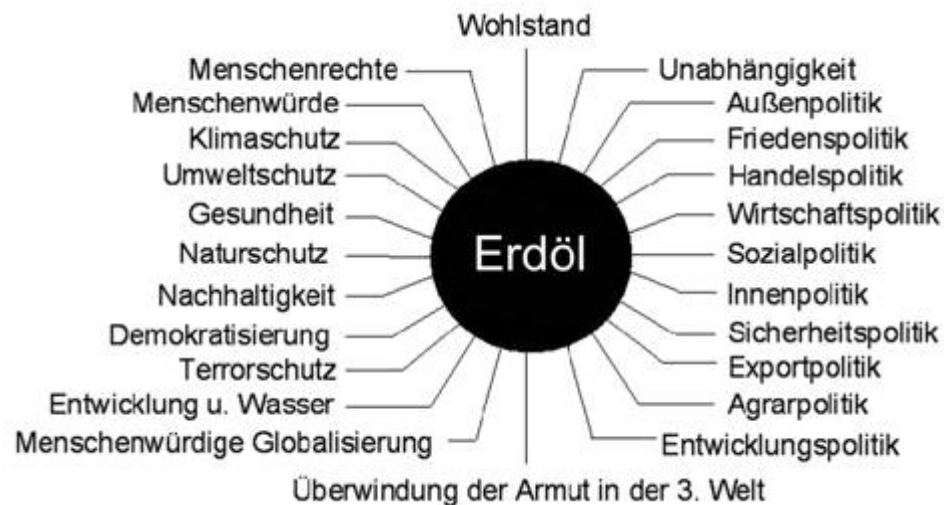 Wohlstand
Menschenrechte
Menschenwürde
Klimaschutz
Umweltschutz
Gesundheit
Naturschutz
Nachhaltigkeit
Demokratisierung
Terrorschutz
Entwicklung u. Wasser
Menschenwürdige Globalisierung
Erdöl
Unabhängigkeit
Außenpolitik
Friedenspolitik
Handelspolitik
Wirtschaftspolitik
Sozialpolitik
Innenpolitik
Sicherheitspolitik
Exportpolitik
Agrarpolitik
Entwicklungspolitik
Überwindung der Armut in der 3. Welt